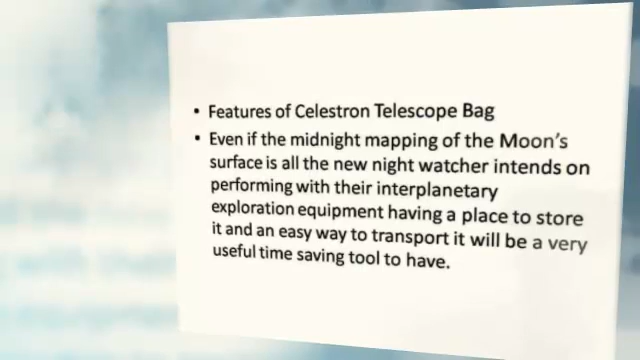 • Features of Celestron Telescope Bag
• Even if the midnight mapping of the Moon's
surface is all the new night watcher intends on
performing with their interplanetary
exploration equipment having a place to store
it and an easy way to transport it will be a very
useful time saving tool to have.